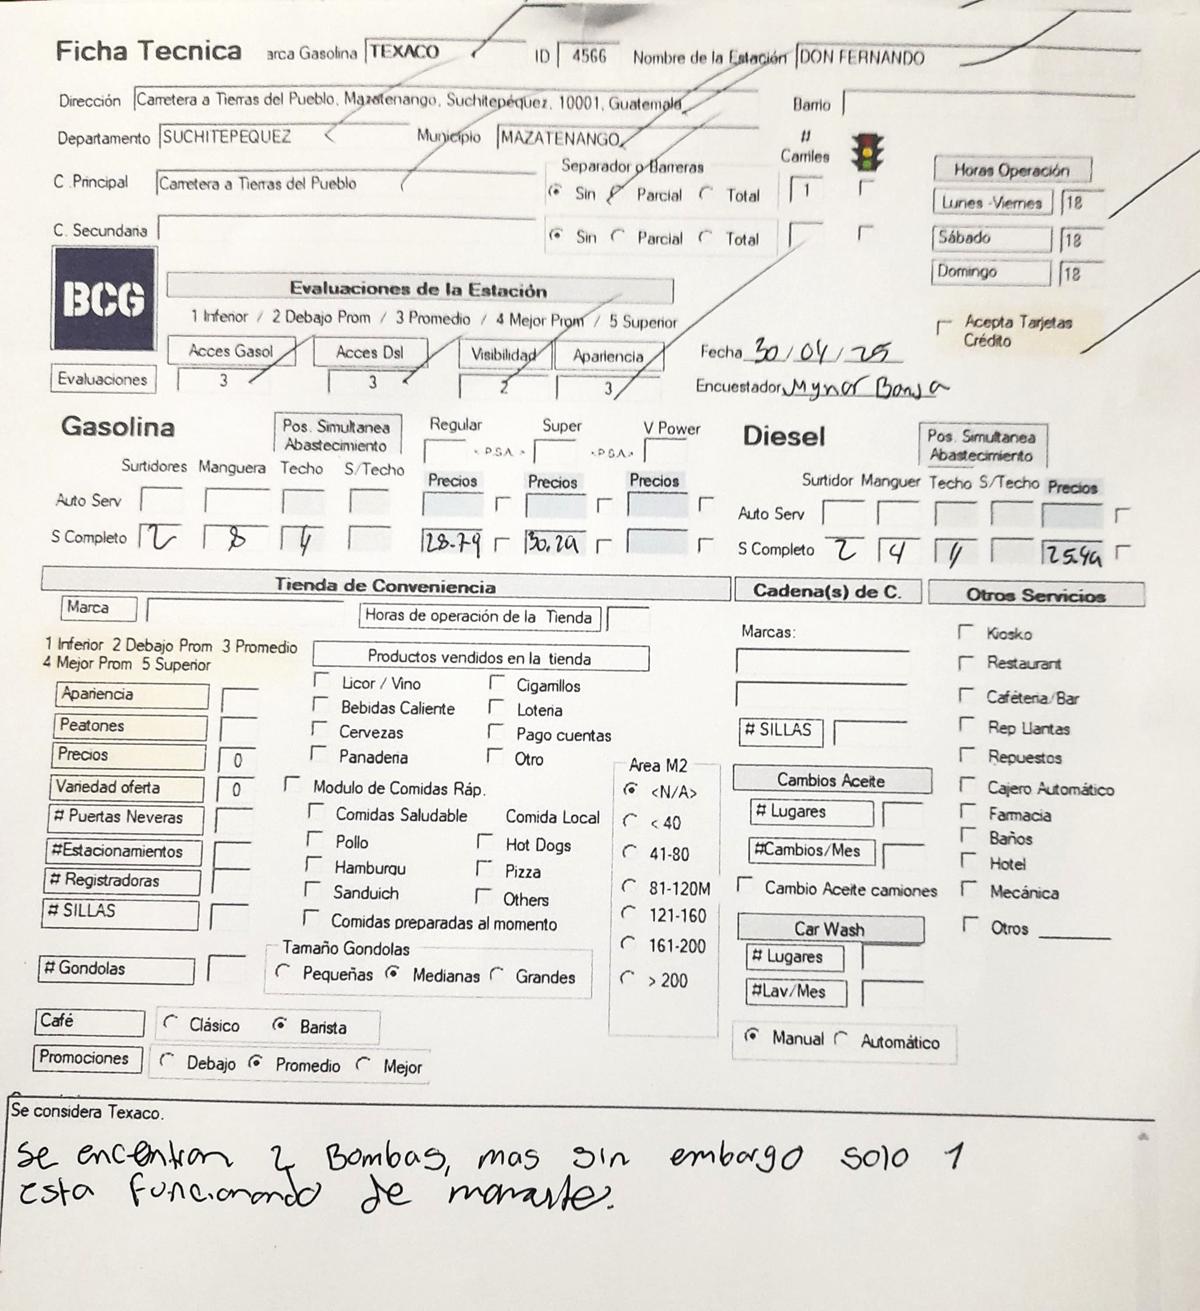 Ficha Tecnica arca Gasolina TEXACO ID 4566 Nombre de la Estación DON FERNANDO
Dirección Carretera a Tierras del Pueblo, Mazatenango, Suchitepéquez, 10001, Guatemala Barrio
Departamento SUCHITEPEQUEZ Municipio MAZATENANGO # Carriles
C .Principal Carretera a Tierras del Pueblo Separador o Barreras Sin Parcial Total 1
C. Secundaria Sin Parcial Total
Horas Operación
Lunes -Viernes 18
Sábado 18
Domingo 18
BCG
Evaluaciones de la Estación
1 Inferior / 2 Debajo Prom / 3 Promedio / 4 Mejor Prom / 5 Superior
Acepta Tarjetas
Crédito
Acces Gasol Acces Dsl Visibilidad Apariencia
Fecha 30/04/25
Evaluaciones 3 3 2 3
Encuestador Mynor
Gasolina Pos. Simultanea Abastecimiento Regular Super V Power
<P.S.A.> <P.S.A.>
Surtidores Manguera Techo S/Techo Precios Precios Precios
Auto Serv
S Completo 2 8 4 28.79 30.29
Diesel Pos. Simultanea Abastecimiento
Surtidor Manguer Techo S/Techo Precios
Auto Serv
S Completo 2 4 4 25.49
Tienda de Conveniencia
Marca Horas de operación de la Tienda
1 Inferior 2 Debajo Prom 3 Promedio
4 Mejor Prom 5 Superior
Apariencia
Peatones
Precios 0
Variedad oferta 0
# Puertas Neveras
#Estacionamientos
# Registradoras
# SILLAS
# Gondolas
Productos vendidos en la tienda
Licor / Vino Cigarrillos
Bebidas Caliente Loteria
Cervezas Pago cuentas
Panaderia Otro
Modulo de Comidas Ráp.
Comidas Saludable Comida Local
Pollo Hot Dogs
Hamburgu Pizza
Sanduich Others
Comidas preparadas al momento
Tamaño Gondolas
Pequeñas Medianas Grandes
Area M2
<N/A>
< 40
41-80
81-120M
121-160
161-200
> 200
Café Clásico Barista
Promociones Debajo Promedio Mejor
Cadena(s) de C.
Marcas:
# SILLAS
Cambios Aceite
# Lugares
#Cambios/Mes
Cambio Aceite camiones
Car Wash
# Lugares
#Lav/Mes
Manual Automático
Otros Servicios
Kiosko
Restaurant
Cafeteria/Bar
Rep Llantas
Repuestos
Cajero Automático
Farmacia
Baños
Hotel
Mecánica
Otros
Se considera Texaco.
Se encentran 2 Bombas, mas sin embargo solo 1
esta funcionando de